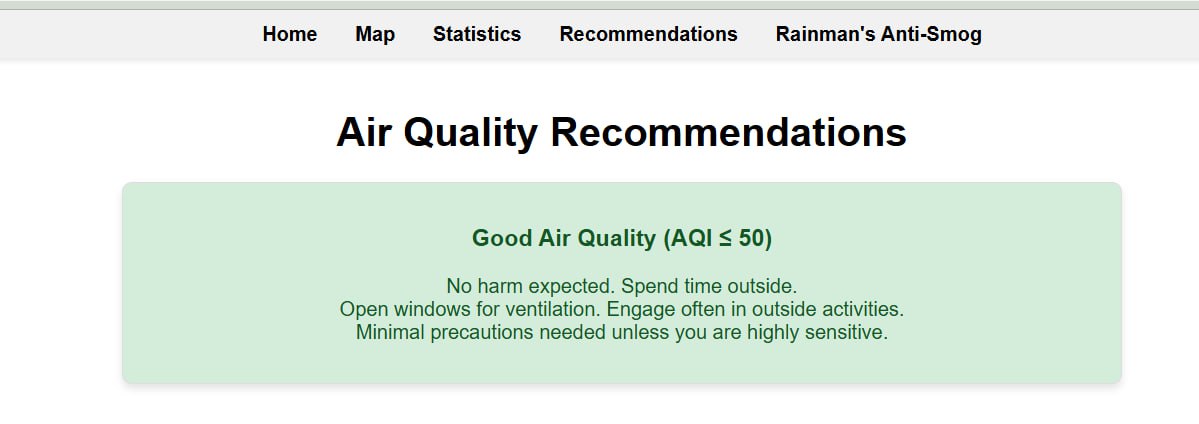 Home Map Statistics Recommendations Rainman's Anti-Smog
Air Quality Recommendations
Good Air Quality (AQI ≤ 50)
No harm expected. Spend time outside.
Open windows for ventilation. Engage often in outside activities.
Minimal precautions needed unless you are highly sensitive.